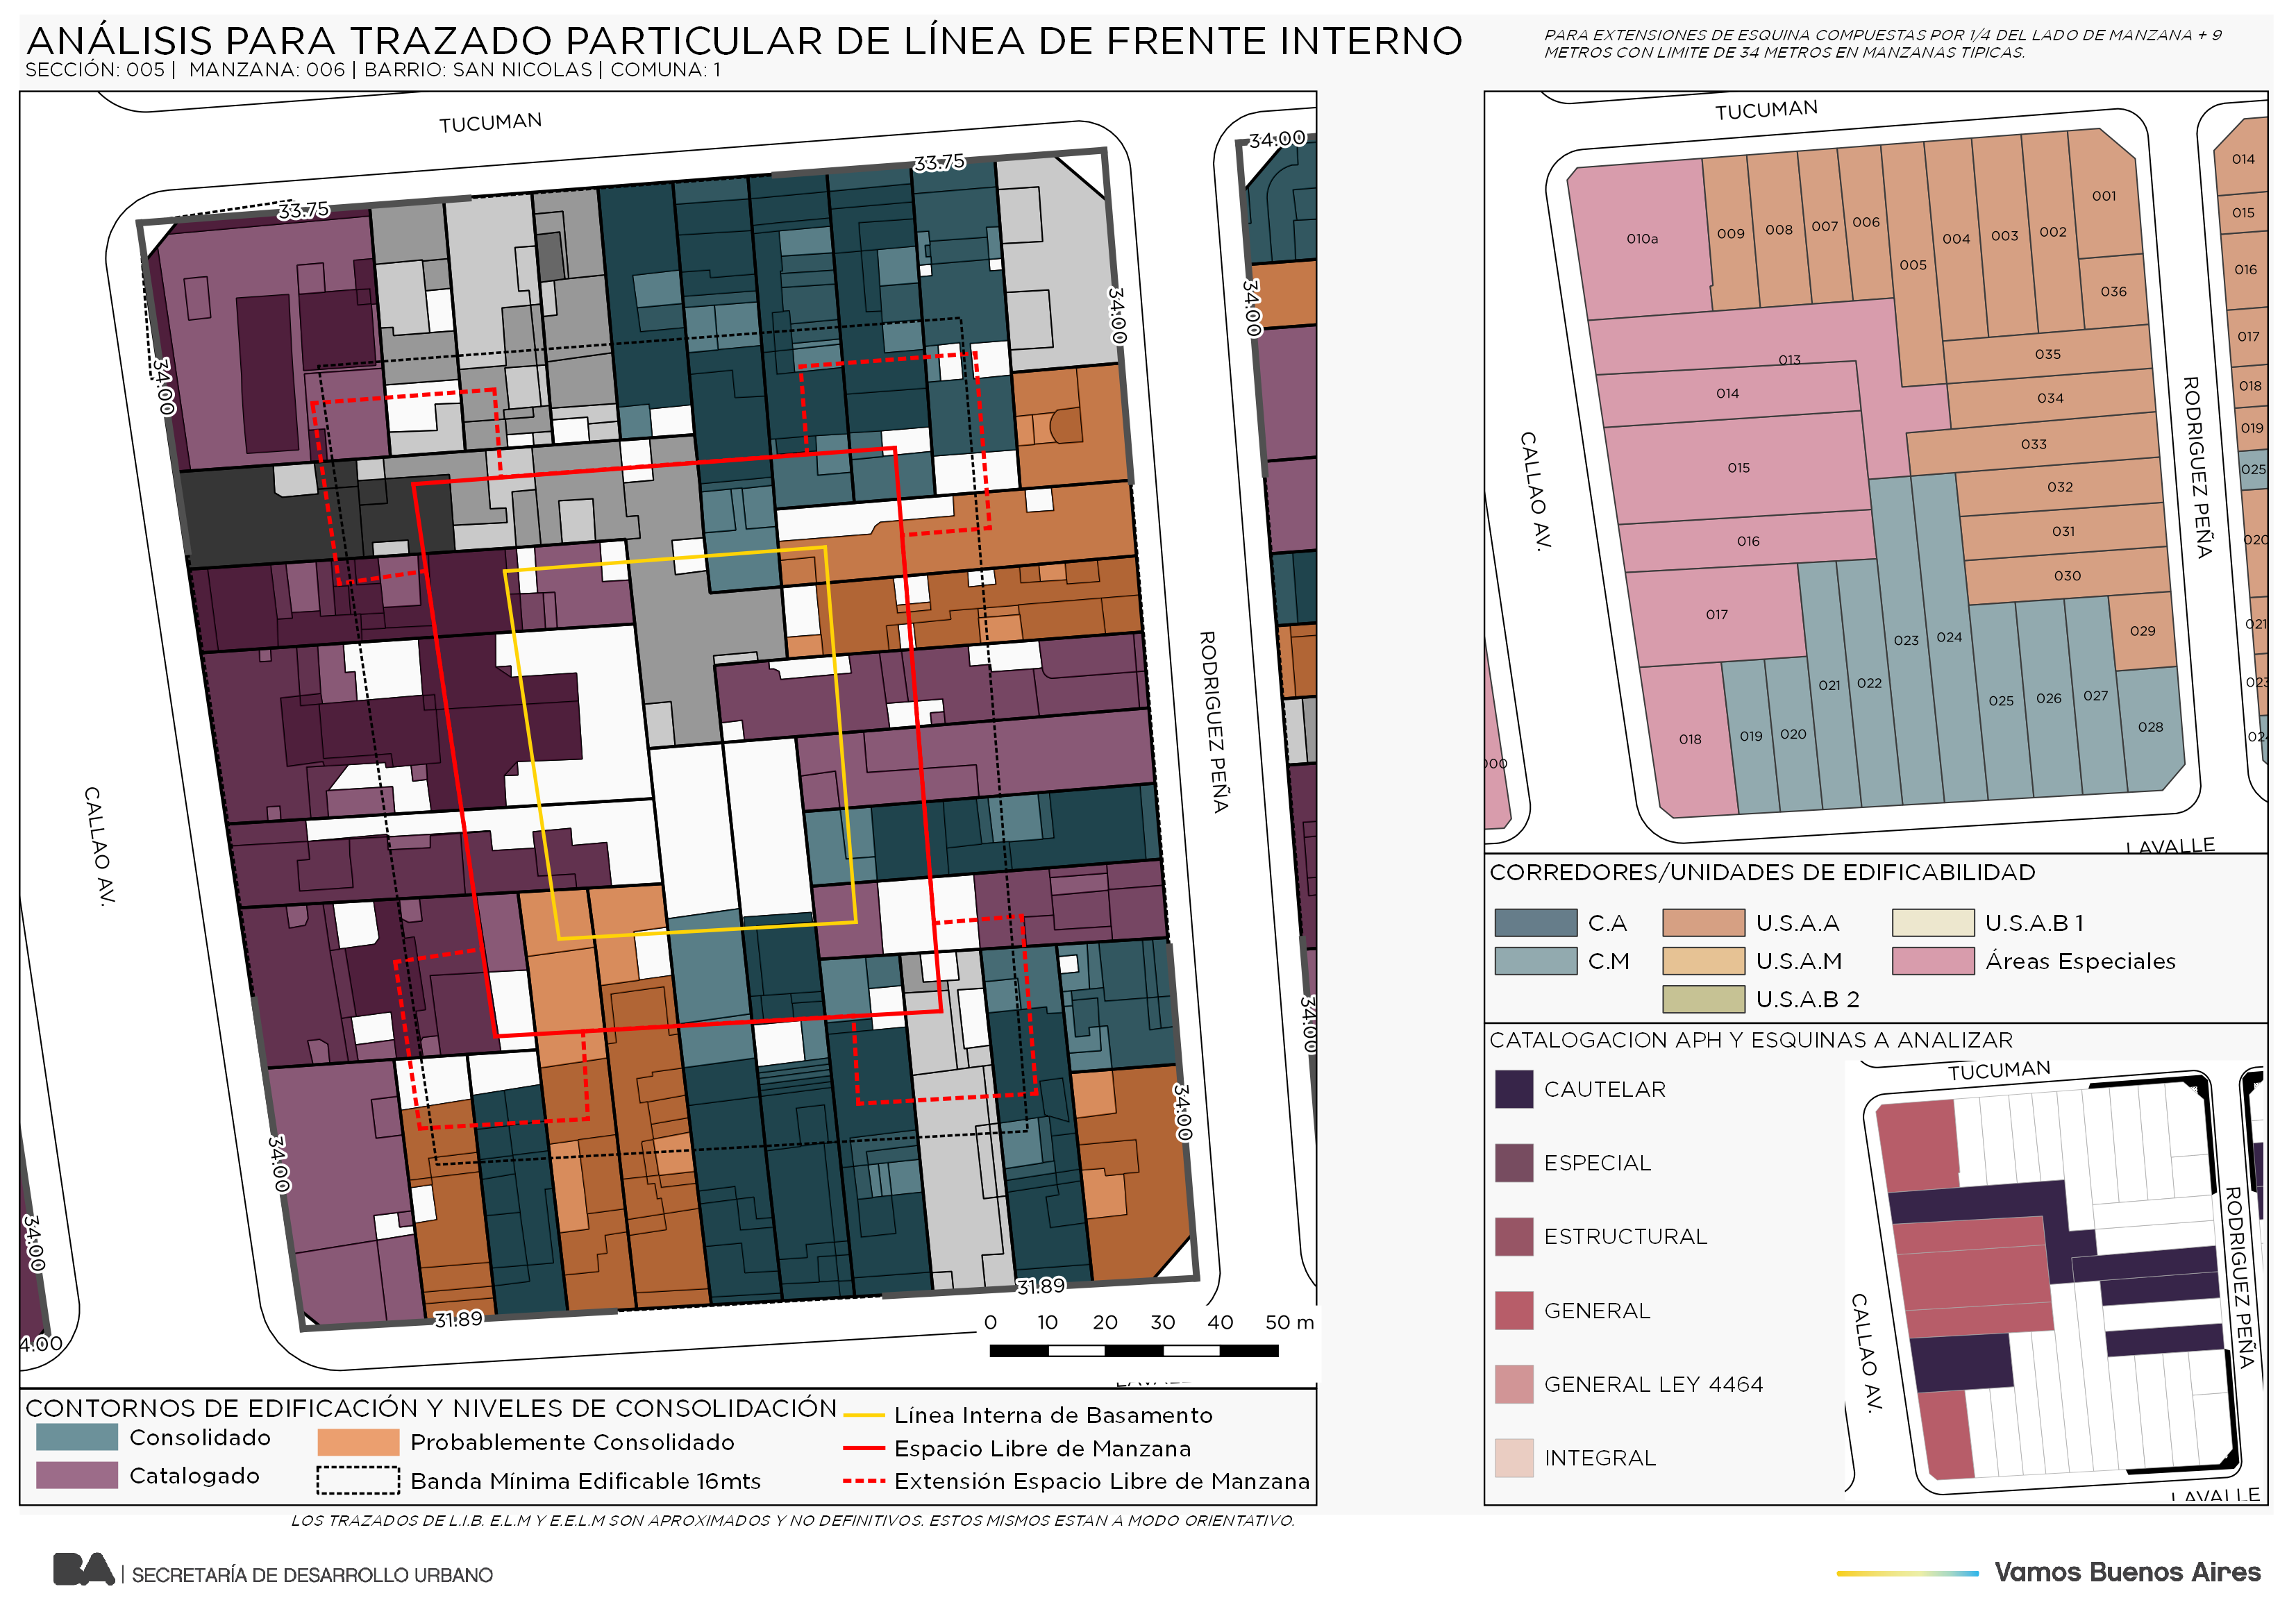 ANÁLISIS PARA TRAZADO PARTICULAR DE LÍNEA DE FRENTE INTERNO
SECCIÓN: 005 | MANZANA: 006 | BARRIO: SAN NICOLAS | COMUNA: 1
PARA EXTENSIONES DE ESQUINA COMPUESTAS POR 1/4 DEL LADO DE MANZANA + 9
METROS CON LIMITE DE 34 METROS EN MANZANAS TIPICAS.
TUCUMAN
33.75
33.75
34.00
34.00
34.00
34.00
RODRIGUEZ PEÑA
CALLAO AV.
34.00
34.00
34.00
34.00
31.89
31.89
4.00
0 10 20 30 40 50 m
CONTORNOS DE EDIFICACIÓN Y NIVELES DE CONSOLIDACIÓN
Consolidado
Catalogado
Probablemente Consolidado
Banda Mínima Edificable 16mts
Línea Interna de Basamento
Espacio Libre de Manzana
Extensión Espacio Libre de Manzana
LOS TRAZADOS DE L.I.B. E.L.M Y E.E.L.M SON APROXIMADOS Y NO DEFINITIVOS. ESTOS MISMOS ESTAN A MODO ORIENTATIVO.
TUCUMAN
010a
009
008
007
006
005
004
003
002
001
036
035
034
033
032
031
030
029
028
013
014
015
016
017
018
019
020
021
022
023
024
025
026
027
014
015
016
017
018
019
025
020
021
023
02
000
CALLAO AV.
RODRIGUEZ PEÑA
LAVALLE
CORREDORES/UNIDADES DE EDIFICABILIDAD
C.A
C.M
U.S.A.A
U.S.A.M
U.S.A.B 2
U.S.A.B 1
Áreas Especiales
CATALOGACION APH Y ESQUINAS A ANALIZAR
CAUTELAR
ESPECIAL
ESTRUCTURAL
GENERAL
GENERAL LEY 4464
INTEGRAL
TUCUMAN
RODRIGUEZ PEÑA
CALLAO AV.
LAVALLE
BA | SECRETARÍA DE DESARROLLO URBANO
Vamos Buenos Aires